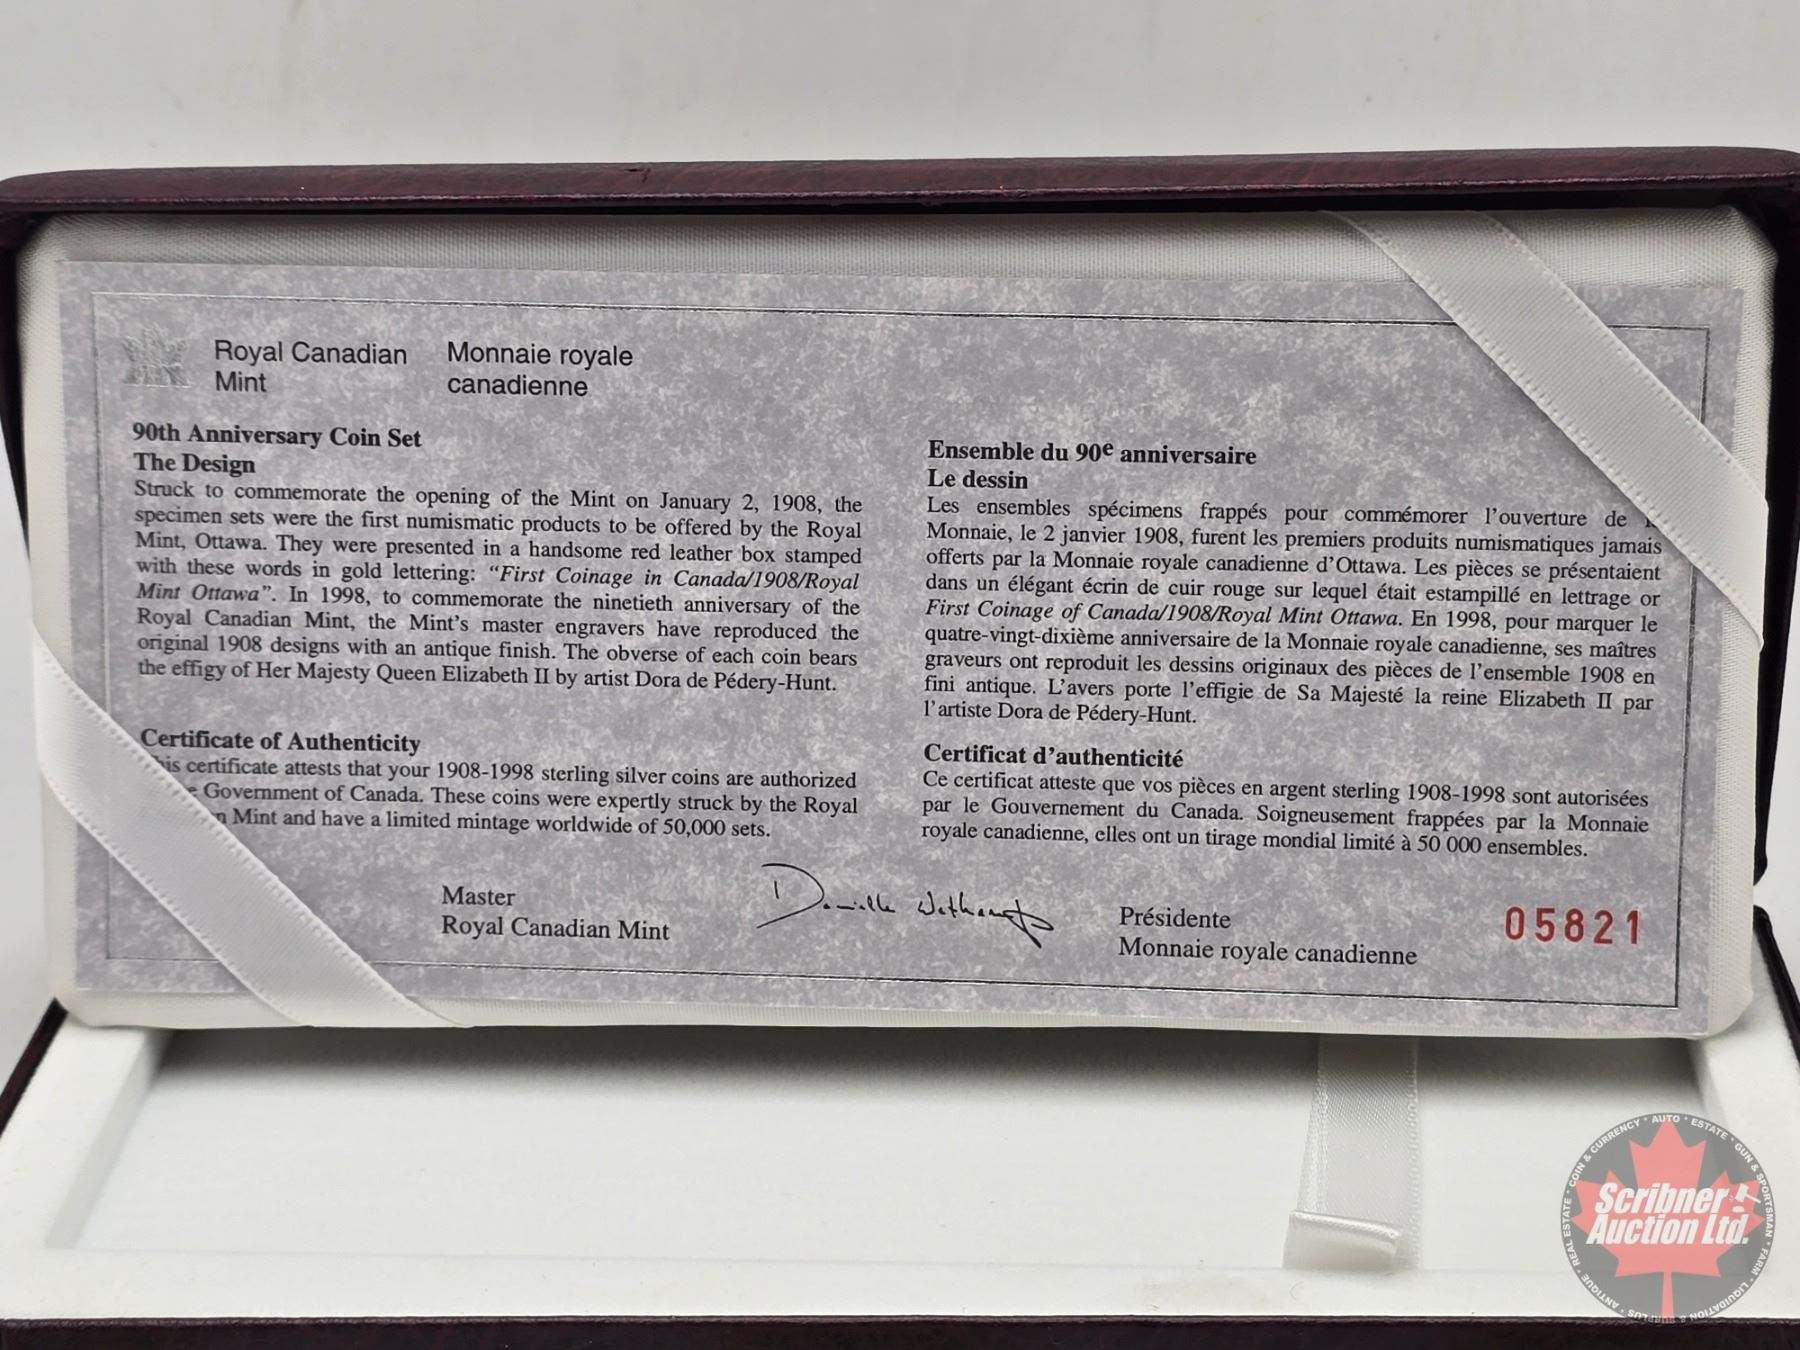 Royal Canadian
Mint
Monnaie royale
canadienne
90th Anniversary Coin Set
The Design
Struck to commemorate the opening of the Mint on January 2, 1908, the
specimen sets were the first numismatic products to be offered by the Royal
Mint, Ottawa. They were presented in a handsome red leather box stamped
with these words in gold lettering: “First Coinage in Canada/1908/Royal
Mint Ottawa”. In 1998, to commemorate the ninetieth anniversary of the
Royal Canadian Mint, the Mint’s master engravers have reproduced the
original 1908 designs with an antique finish. The obverse of each coin bears
the effigy of Her Majesty Queen Elizabeth II by artist Dora de Pédery-Hunt.
Certificate of Authenticity
his certificate attests that your 1908-1998 sterling silver coins are authorized
e Government of Canada. These coins were expertly struck by the Royal
n Mint and have a limited mintage worldwide of 50,000 sets.
Ensemble du 90e anniversaire
Le dessin
Les ensembles spécimens frappés pour commémorer l’ouverture de
Monnaie, le 2 janvier 1908, furent les premiers produits numismatiques jamais
offerts par la Monnaie royale canadienne d’Ottawa. Les pièces se présentaient
dans un élégant écrin de cuir rouge sur lequel était estampillé en lettrage or
First Coinage of Canada/1908/Royal Mint Ottawa. En 1998, pour marquer le
quatre-vingt-dixième anniversaire de la Monnaie royale canadienne, ses maîtres
graveurs ont reproduit les dessins originaux des pièces de l’ensemble 1908 en
fini antique. L’avers porte l’effigie de Sa Majesté la reine Elizabeth II par
l’artiste Dora de Pédery-Hunt.
Certificat d’authenticité
Ce certificat atteste que vos pièces en argent sterling 1908-1998 sont autorisées
par le Gouvernement du Canada. Soigneusement frappées par la Monnaie
royale canadienne, elles ont un tirage mondial limité à 50 000 ensembles.
Master
Royal Canadian Mint
Présidente
Monnaie royale canadienne
05821
Scribner
Auction Ltd.
COIN & CURRENCY * AUTO * ESTATE * GUN & SPORTSMAN * FARM * LIQUIDATION & SURPLUS * ANTIQUE * REAL ESTATE *